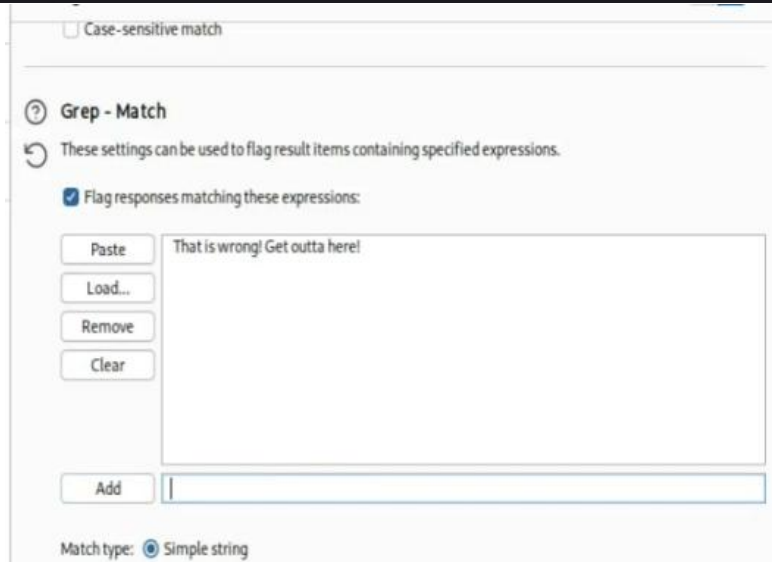 Case-sensitive match
Grep - Match
These settings can be used to flag result items containing specified expressions.
Flag responses matching these expressions:
Paste
That is wrong! Get outta here!
Load...
Remove
Clear
Add
Match type: Simple string